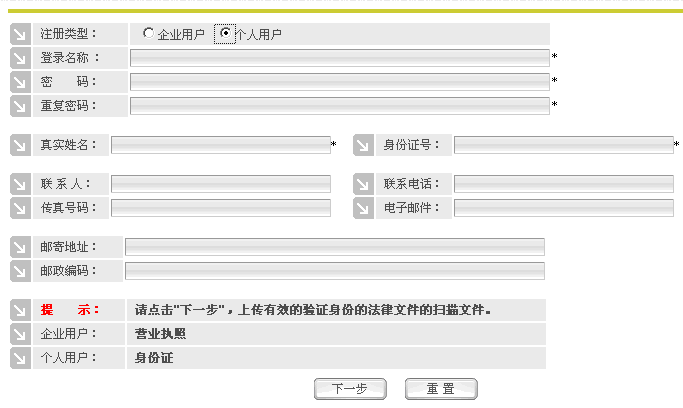 注册类型： 企业用户 个人用户
登录名称： *
密 码： *
重复密码： *
真实姓名： * 身份证号： *
联 系 人： 联系电话：
传真号码： 电子邮件：
邮寄地址：
邮政编码：
提 示： 请点击"下一步"，上传有效的验证身份的法律文件的扫描文件。
企业用户： 营业执照
个人用户： 身份证
下一步 重 置